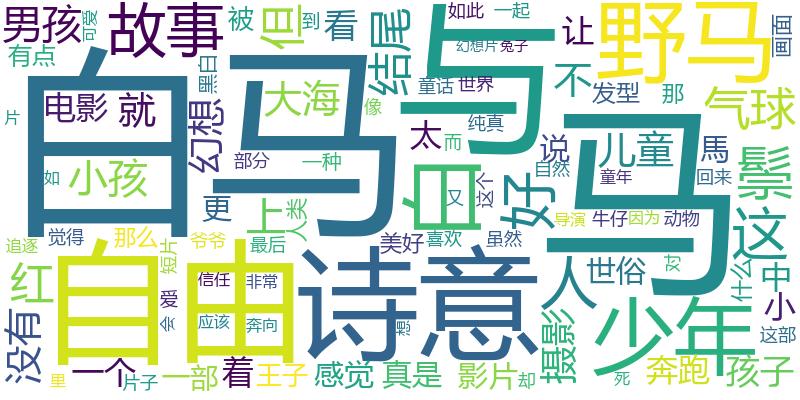 男孩
可爱
有点
故事
被
到
但
看
结尾
与
如此
一起
幻想片
兔子
让
野马
画面
片
电影
就
幻想
黑白
白马
大海
像
童话
世界
不
发型
那
气球
小孩
部分
一种
太
而
纯真
说
儿童
馬
鬃
更
上
人类
白
又
好
这个
自然
童年
马
回来
这
追逐
觉得
那么
爷爷
短片
最后
美好
喜欢
虽然
导演
牛仔
因为
动物
红
自由
诗意
人
世俗
对
什么
中
小
没有
会
爱
信任
非常
应该
奔向
想
摄影
少年
这部
里
一个
片子
一部
着
王子
感觉
真是
影片
却
死
奔跑
孩子
如